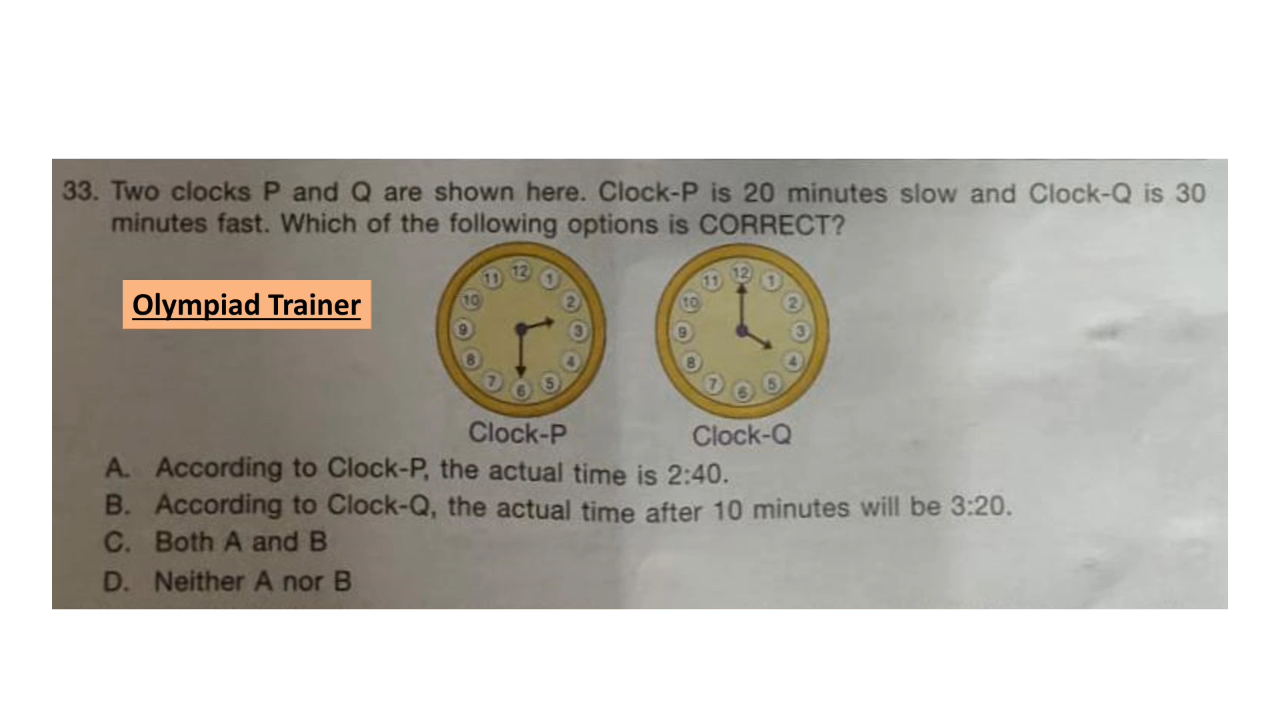 33. Two clocks P and Q are shown here. Clock-P is 20 minutes slow and Clock-Q is 30
minutes fast. Which of the following options is CORRECT?
Olympiad Trainer
12
1
2
3
4
5
6
7
8
9
10
11
12
1
2
3
4
5
6
7
8
9
10
11
Clock-P
Clock-Q
A. According to Clock-P, the actual time is 2:40.
B. According to Clock-Q, the actual time after 10 minutes will be 3:20.
C. Both A and B
D. Neither A nor B